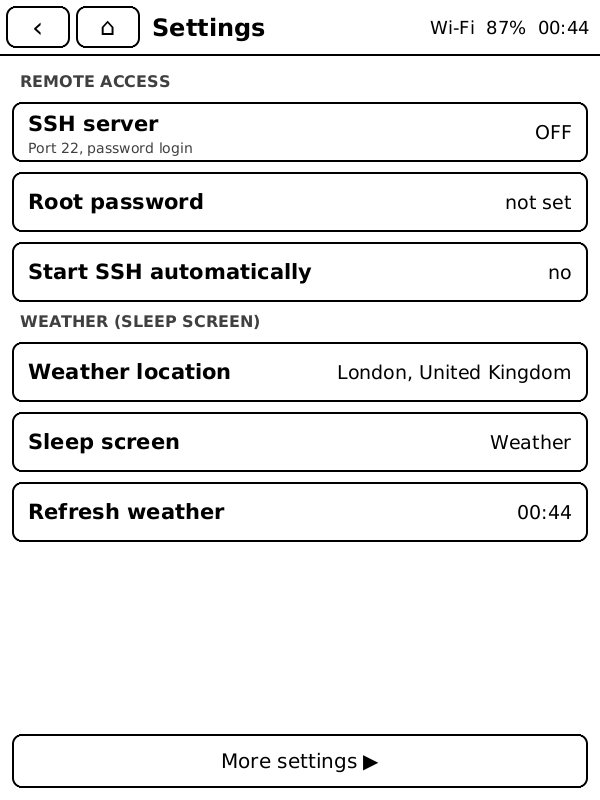 ‹ ⌂ Settings Wi-Fi 87% 00:44
REMOTE ACCESS
SSH server OFF
Port 22, password login
Root password not set
Start SSH automatically no
WEATHER (SLEEP SCREEN)
Weather location London, United Kingdom
Sleep screen Weather
Refresh weather 00:44
More settings ▶